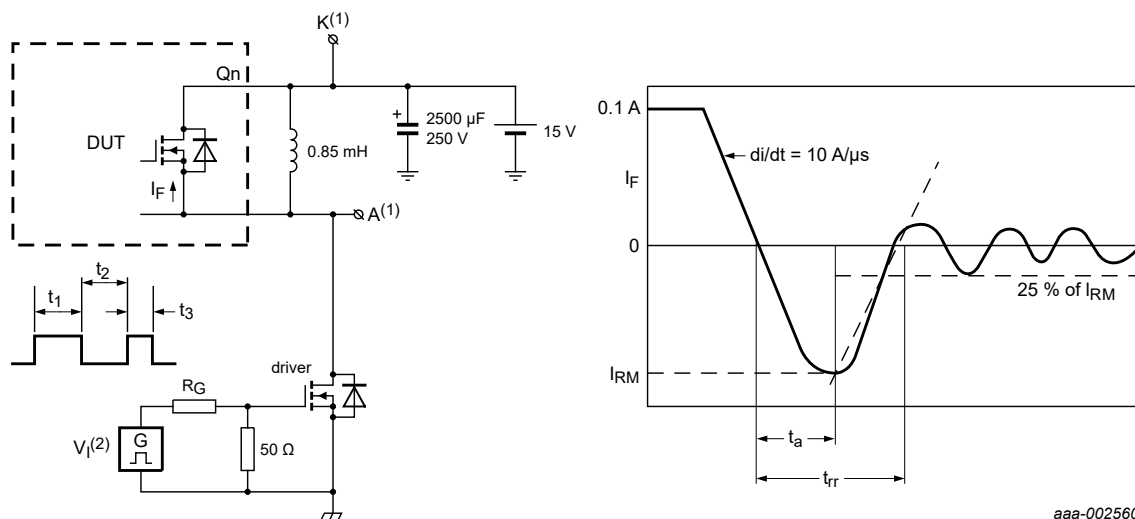 K(1)
Qn
DUT
I_F
0.85 mH
+
2500 µF
250 V
15 V
A(1)
t1
t2
t3
driver
RG
VI(2)
G
50 Ω
0.1 A
di/dt = 10 A/µs
IF
0
25 % of IRM
IRM
ta
trr
aaa-002560